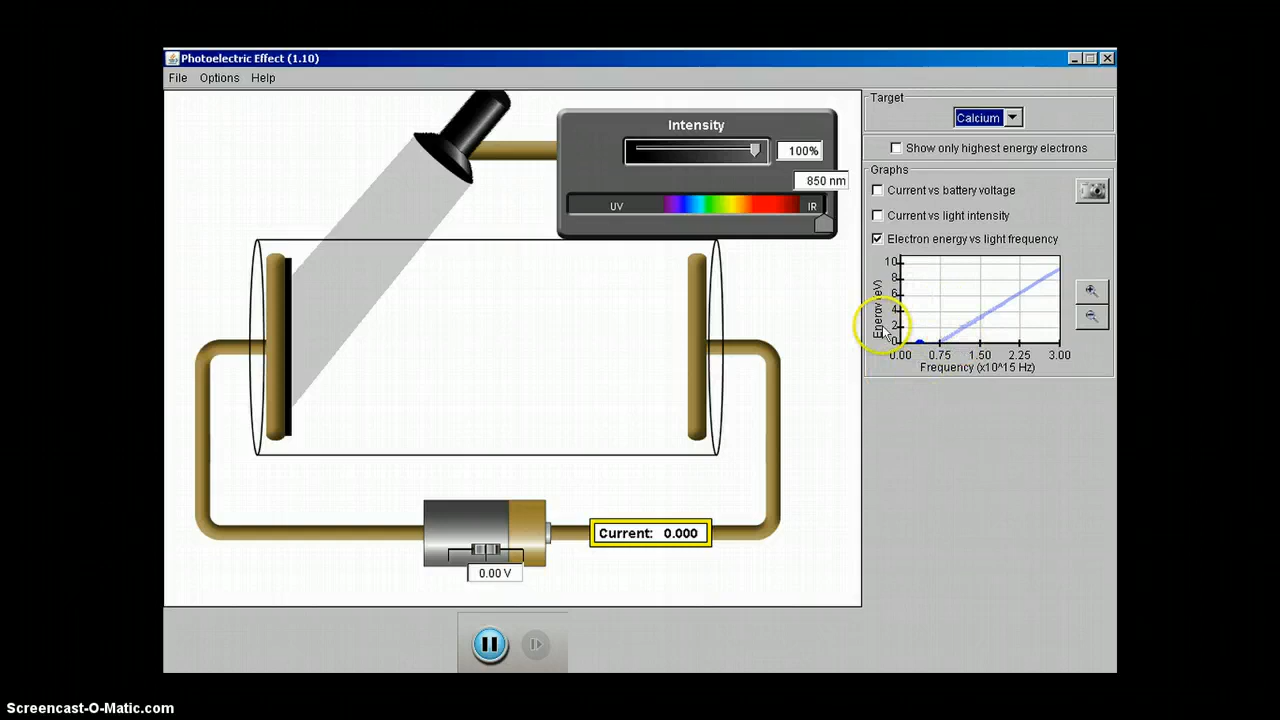 Photoelectric Effect (1.10)
File Options Help
Target
Calcium
Show only highest energy electrons
Graphs
Current vs battery voltage
Current vs light intensity
Electron energy vs light frequency
Intensity
100%
850 nm
UV IR
10
8
6
4
2
0
Energy (eV)
0.00 0.75 1.50 2.25 3.00
Frequency (x10^15 Hz)
Current: 0.000
0.00 V
Screencast-O-Matic.com